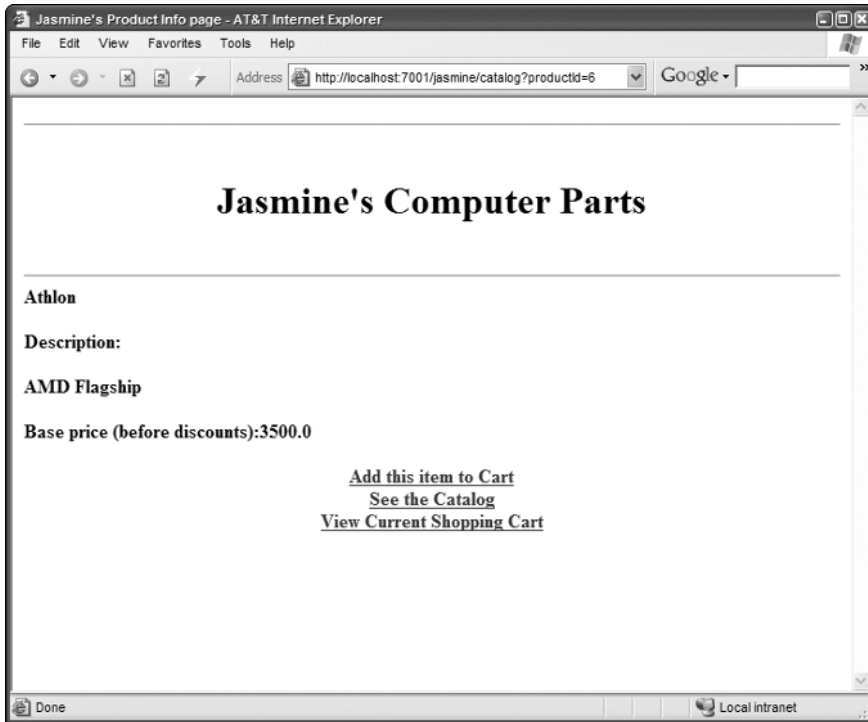 Jasmine's Product Info page - AT&T Internet Explorer
File Edit View Favorites Tools Help
Address http://localhost:7001/jasmine/catalog?productId=6 Google
Jasmine's Computer Parts
Athlon
Description:
AMD Flagship
Base price (before discounts):3500.0
Add this item to Cart
See the Catalog
View Current Shopping Cart
Done Local intranet